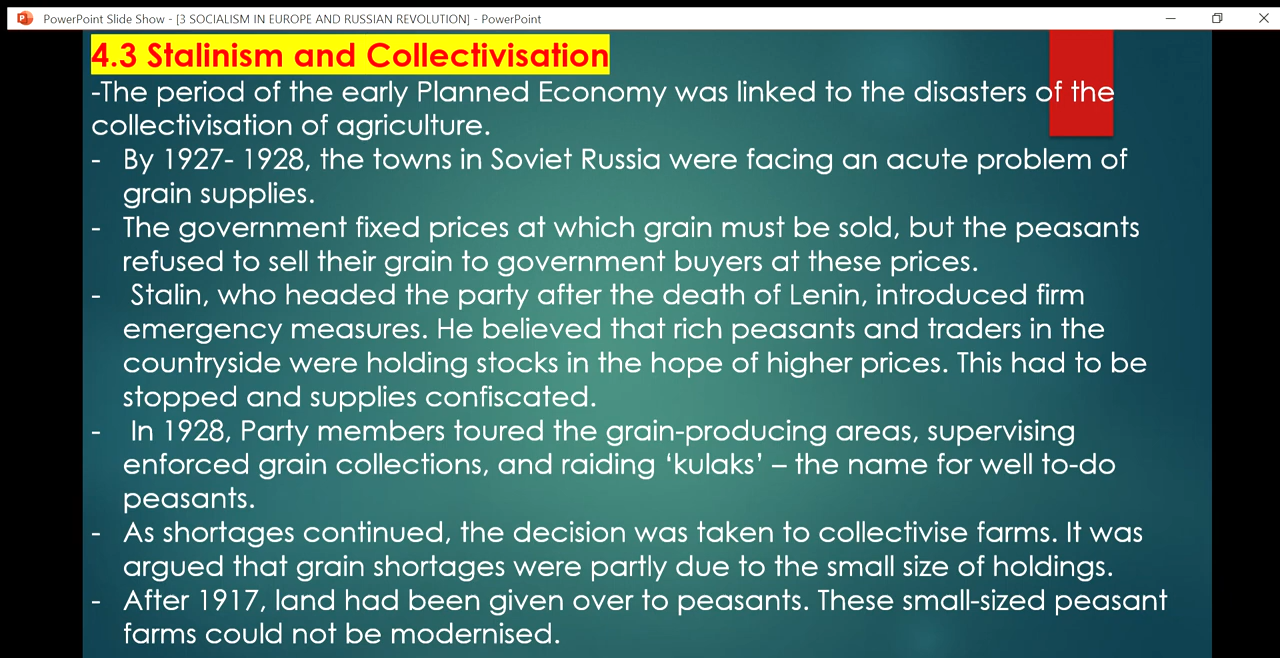 PowerPoint Slide Show - [3 SOCIALISM IN EUROPE AND RUSSIAN REVOLUTION] - PowerPoint
4.3 Stalinism and Collectivisation
-The period of the early Planned Economy was linked to the disasters of the
collectivisation of agriculture.
- By 1927- 1928, the towns in Soviet Russia were facing an acute problem of
grain supplies.
- The government fixed prices at which grain must be sold, but the peasants
refused to sell their grain to government buyers at these prices.
- Stalin, who headed the party after the death of Lenin, introduced firm
emergency measures. He believed that rich peasants and traders in the
countryside were holding stocks in the hope of higher prices. This had to be
stopped and supplies confiscated.
- In 1928, Party members toured the grain-producing areas, supervising
enforced grain collections, and raiding ‘kulaks’ – the name for well to-do
peasants.
- As shortages continued, the decision was taken to collectivise farms. It was
argued that grain shortages were partly due to the small size of holdings.
- After 1917, land had been given over to peasants. These small-sized peasant
farms could not be modernised.